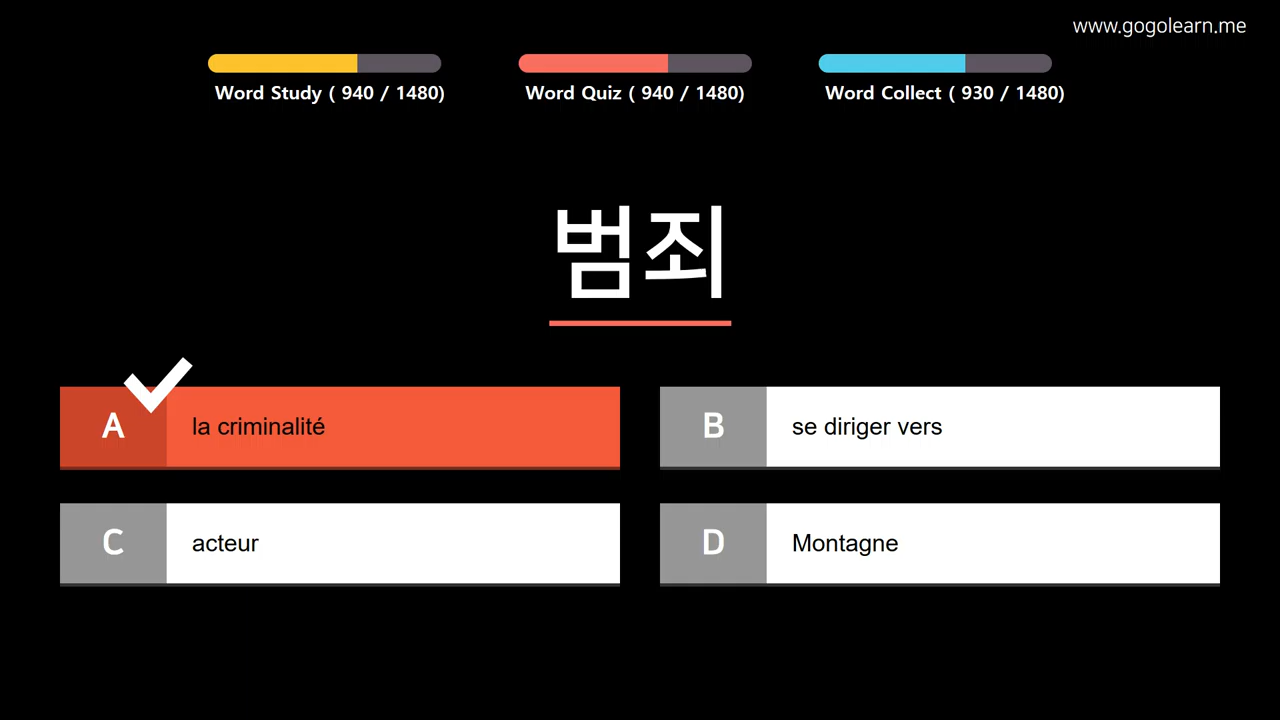 www.gogolearn.me
Word Study ( 940 / 1480)
Word Quiz ( 940 / 1480)
Word Collect ( 930 / 1480)
범죄
A la criminalité
B se diriger vers
C acteur
D Montagne